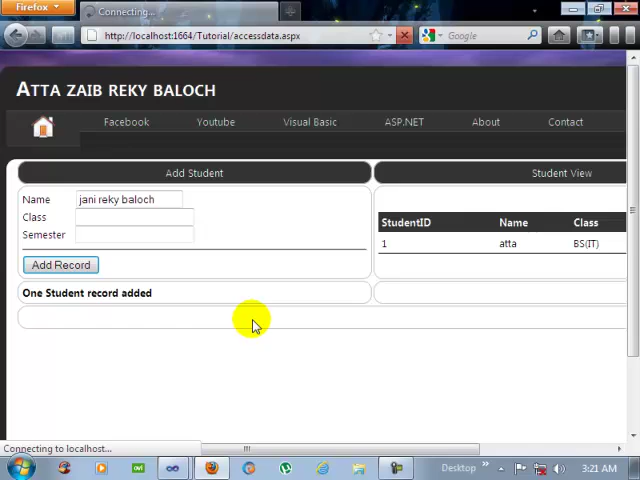 Firefox
Connecting...
http://localhost:1664/Tutorial/accessdata.aspx
Google
ATTA ZAIB REKY BALOCH
Facebook Youtube Visual Basic ASP.NET About Contact
Add Student
Student View
Name jani reky baloch
Class
Semester
Add Record
One Student record added
StudentID Name Class
1 atta BS(IT)
Connecting to localhost...
Desktop
3:21 AM